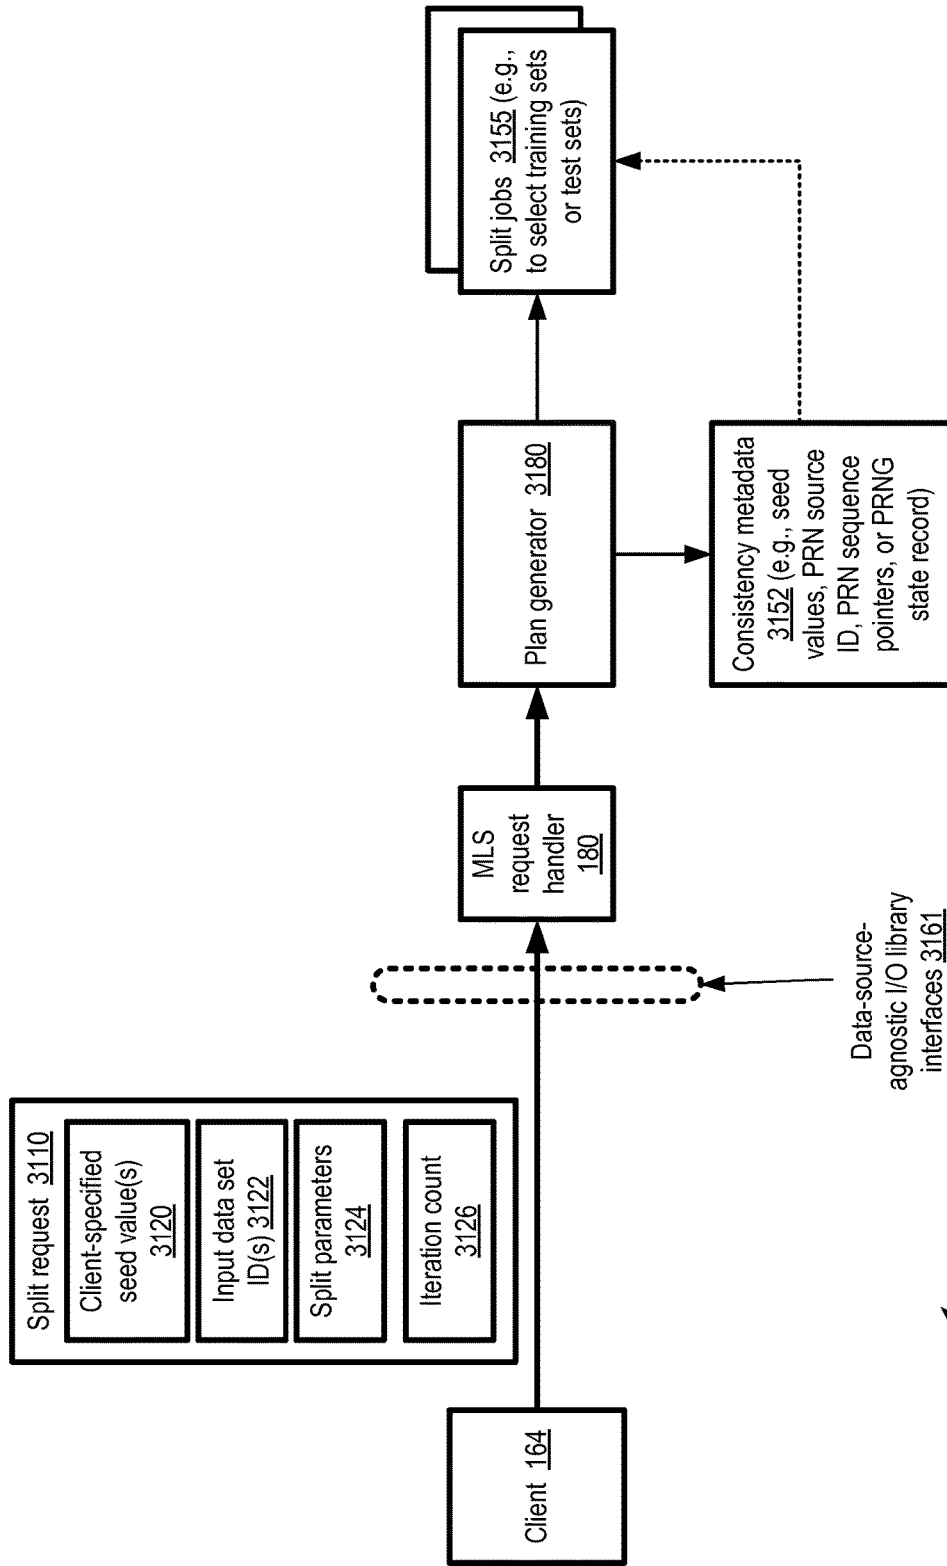 Split request 3110
Client-specified
seed value(s)
3120
Input data set
ID(s) 3122
Split parameters
3124
Iteration count
3126
Client 164
Data-source-
agnostic I/O library
interfaces 3161
MLS
request
handler
180
Plan generator 3180
Consistency metadata
3152 (e.g., seed
values, PRN source
ID, PRN sequence
pointers, or PRNG
state record)
Split jobs 3155 (e.g.,
to select training sets
or test sets)